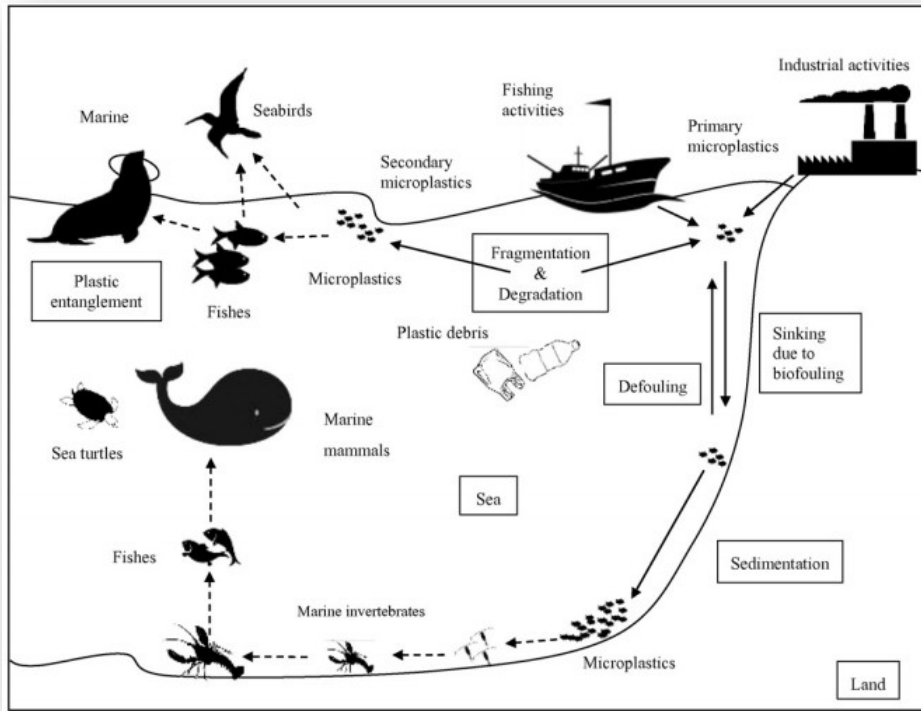 Industrial activities
Seabirds
Fishing
activities
Marine
Primary
microplastics
Secondary
microplastics
Fragmentation
&
Degradation
Microplastics
Plastic
entanglement
Fishes
Plastic debris
Sinking
due to
biofouling
Defouling
Sea turtles
Marine
mammals
Sea
Fishes
Sedimentation
Marine invertebrates
Microplastics
Land